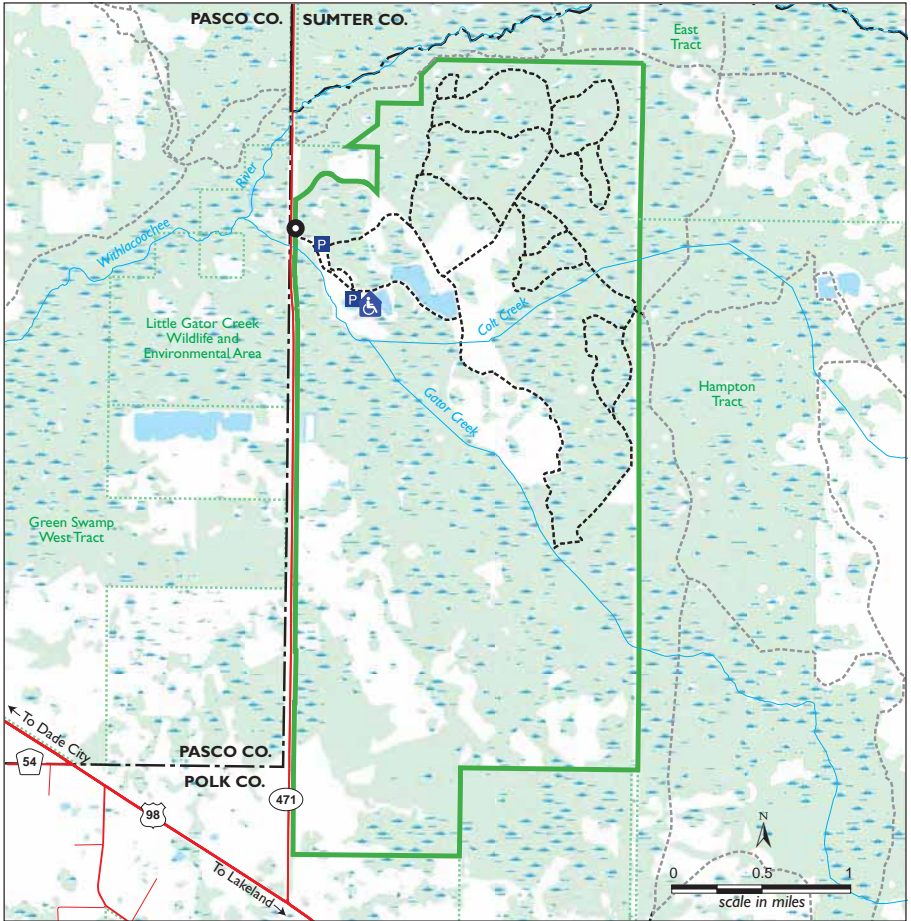 PASCO CO. SUMTER CO.
East
Tract
River
Withlacoochee
P
P
Little Gator Creek
Wildlife and
Environmental Area
Colt Creek
Gator Creek
Hampton
Tract
Green Swamp
West Tract
To Dade City
54
PASCO CO.
POLK CO.
471
98
To Lakeland
N
0 0.5 1
scale in miles